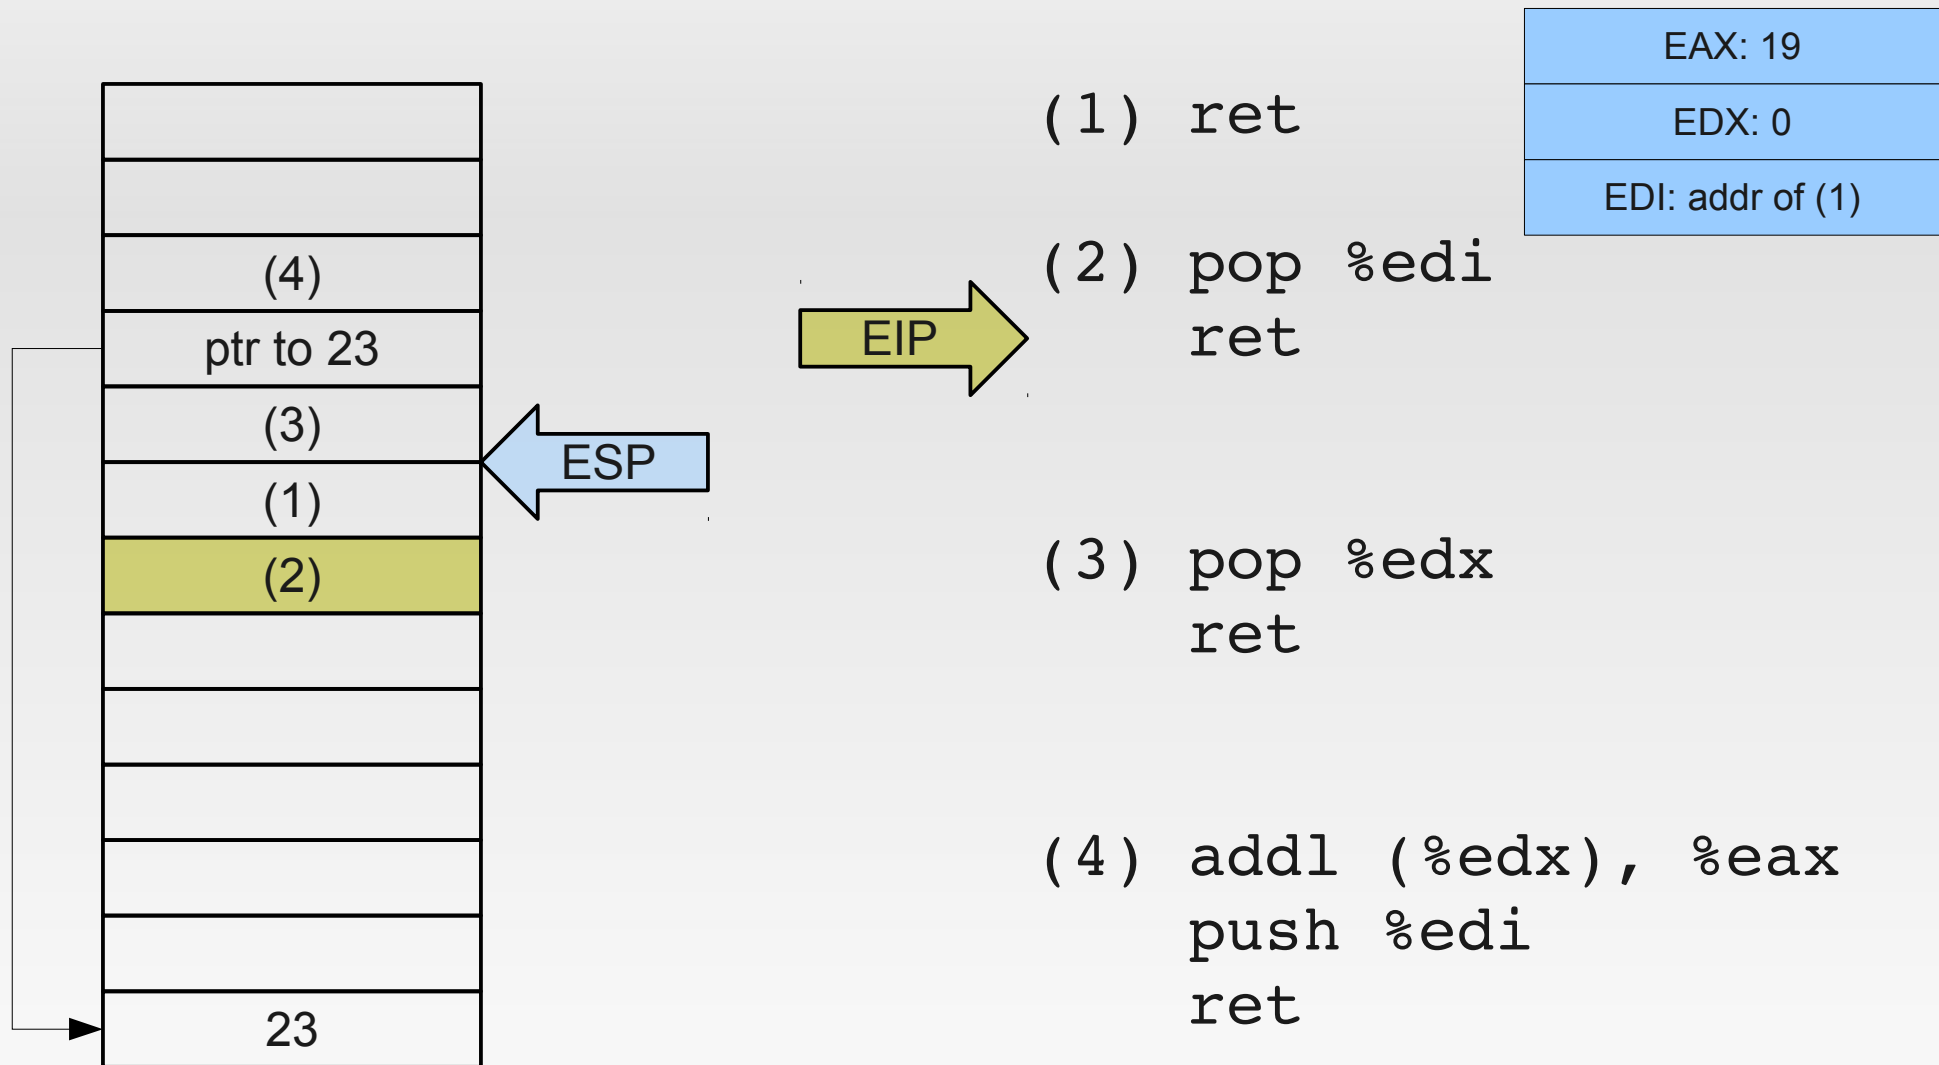 EAX: 19
EDX: 0
EDI: addr of (1)
(1) ret
(2) pop %edi
ret
(3) pop %edx
ret
(4) addl (%edx), %eax
push %edi
ret
EIP
ESP
(4)
ptr to 23
(3)
(1)
(2)
23